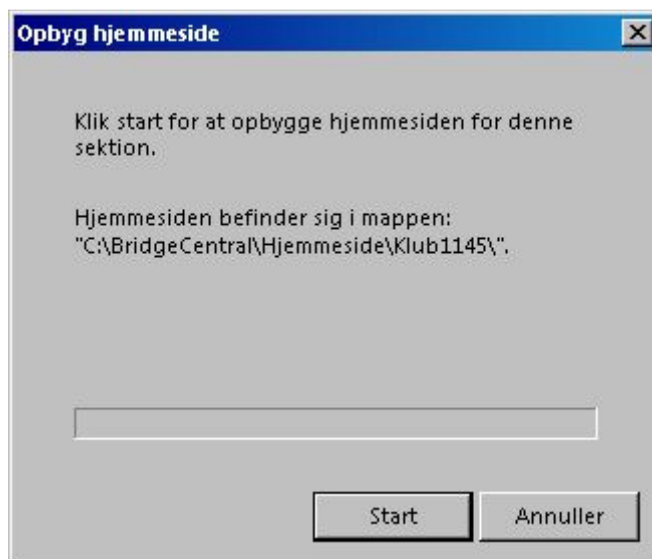 Opbyg hjemmeside
Klik start for at opbygge hjemmesiden for denne
sektion.
Hjemmesiden befinder sig i mappen:
"C:\BridgeCentral\Hjemmeside\Klub1145\".
Start
Annuller